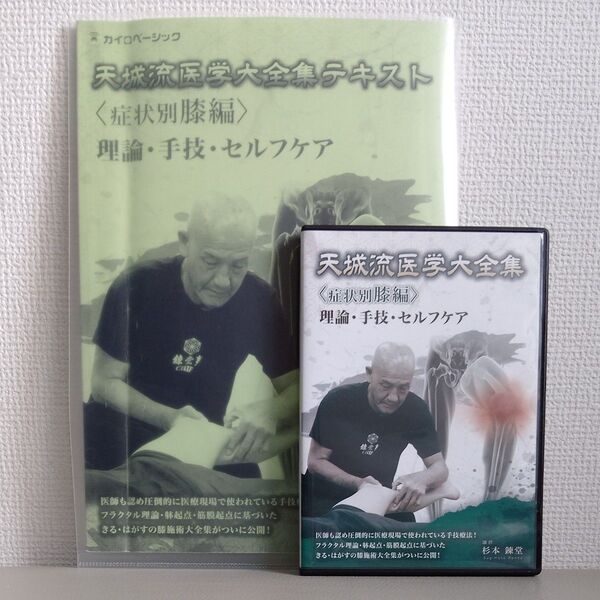 カイロベーシック
天城流医学大全集テキスト
〈症状別膝編〉
理論・手技・セルフケア
医師も認め圧倒的に医療現場で使われている手技療
フラクタル理論・躰起点・筋膜起点に基づいた
きる・はがすの膝施術大全集がついに公開！
天城流医学大全集
〈症状別膝編〉
理論・手技・セルフケア
医師も認め圧倒的に医療現場で使われている手技療法！
フラクタル理論・躰起点・筋膜起点に基づいた
きる・はがすの膝施術大全集がついに公開！
杉本 錬堂